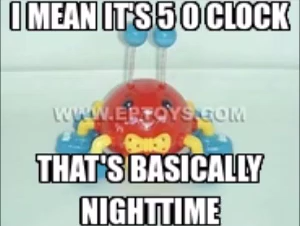 I MEAN IT'S 5 O CLOCK
WWW.EPTOYS.COM
THAT'S BASICALLY
NIGHTTIME